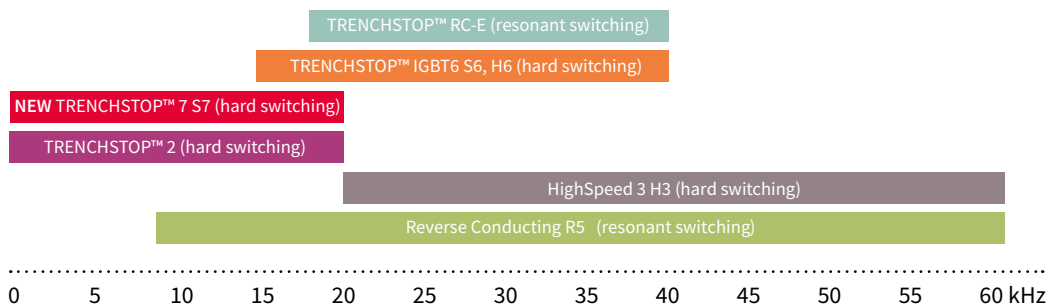 TRENCHSTOP™ RC-E (resonant switching)
TRENCHSTOP™ IGBT6 S6, H6 (hard switching)
NEW TRENCHSTOP™ 7 S7 (hard switching)
TRENCHSTOP™ 2 (hard switching)
HighSpeed 3 H3 (hard switching)
Reverse Conducting R5 (resonant switching)
0 5 10 15 20 25 30 35 40 45 50 55 60 kHz